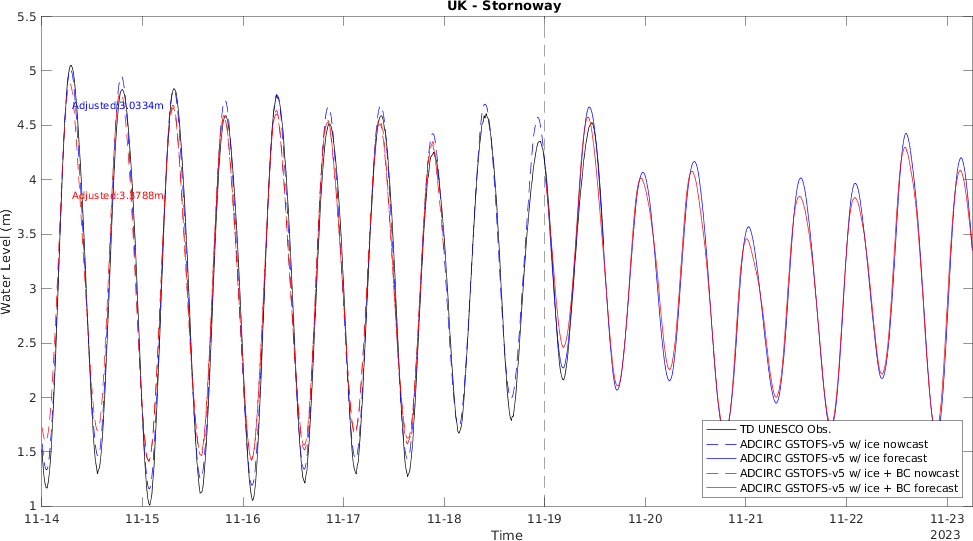 UK - Stornoway
5.5
5
4.5
4
3.5
3
2.5
2
1.5
1
Water Level (m)
Adjusted:3.0334m
Adjusted:3.3788m
TD UNESCO Obs.
ADCIRC GSTOFS-v5 w/ ice nowcast
ADCIRC GSTOFS-v5 w/ ice forecast
ADCIRC GSTOFS-v5 w/ ice + BC nowcast
ADCIRC GSTOFS-v5 w/ ice + BC forecast
11-14 11-15 11-16 11-17 11-18 11-19 11-20 11-21 11-22 11-23
2023
Time